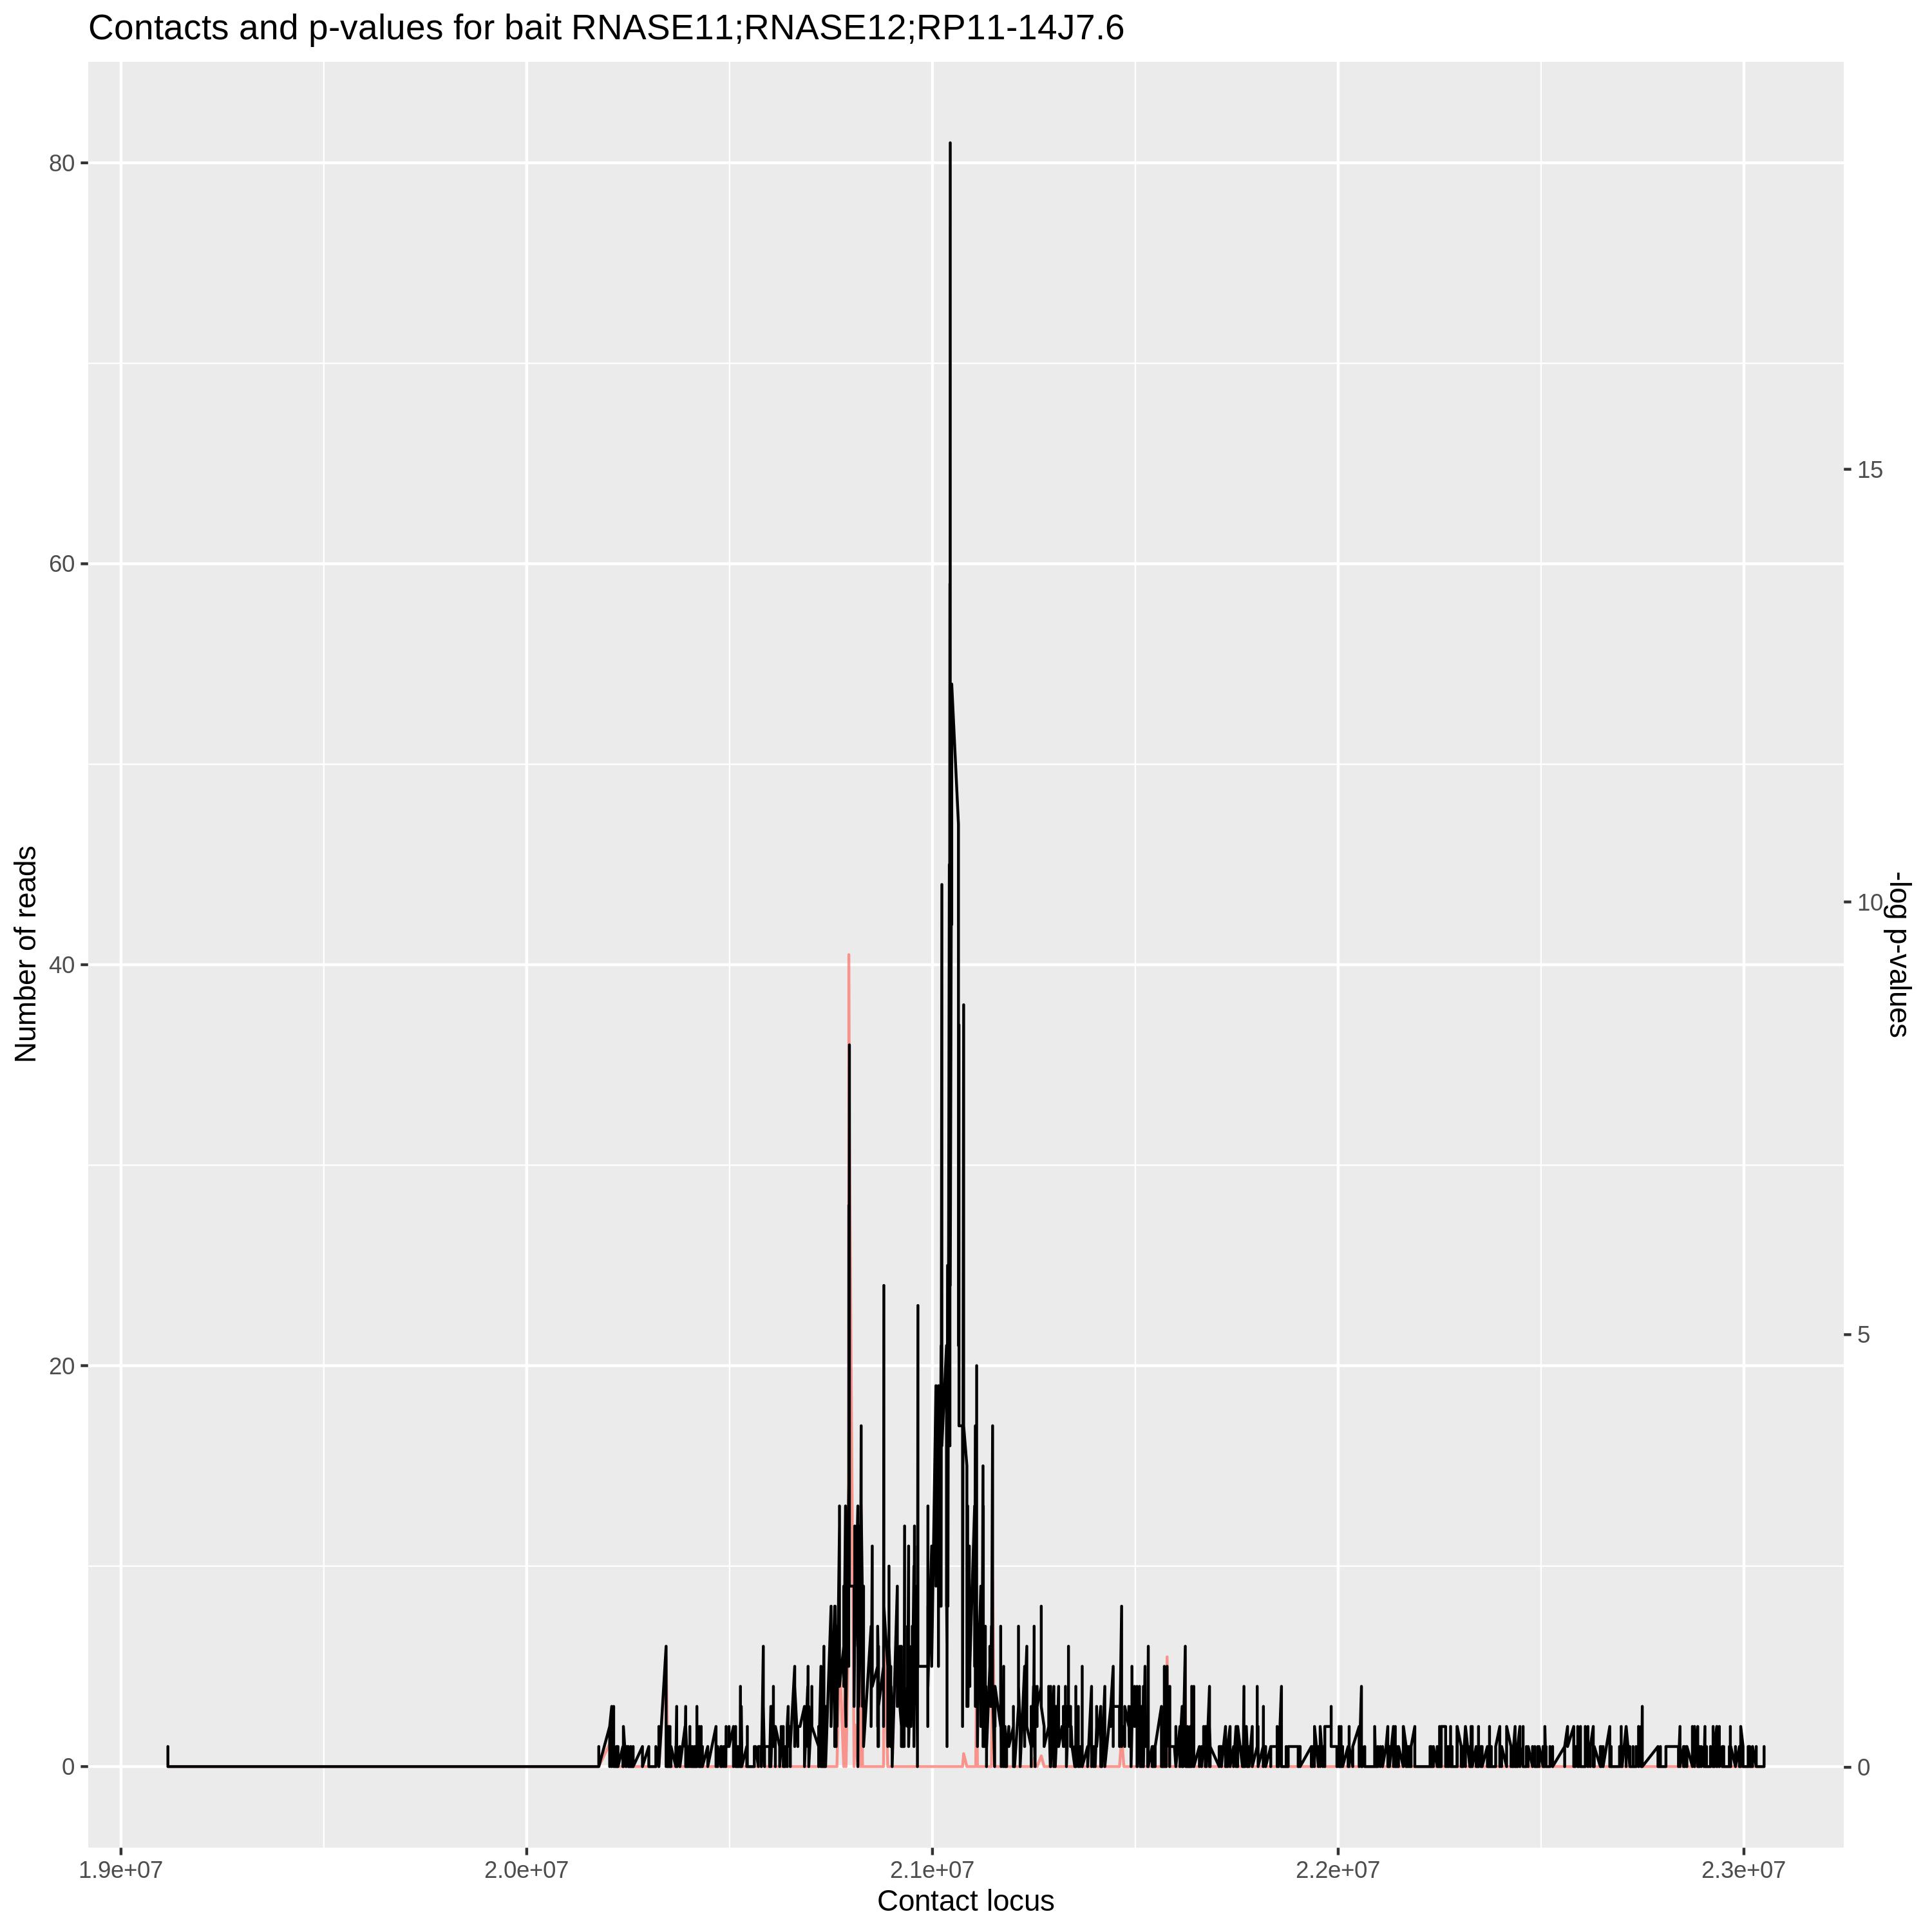 Contacts and p-values for bait RNASE11;RNASE12;RP11-14J7.6
80
60
40
20
0
Number of reads
15
10
5
0
-log p-values
1.9e+07 2.0e+07 2.1e+07 2.2e+07 2.3e+07
Contact locus